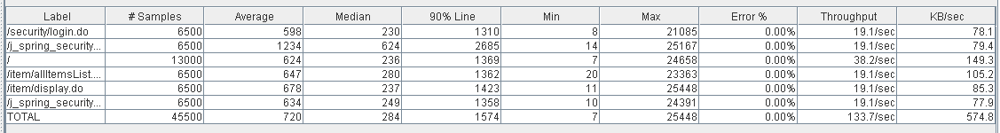 Label # Samples Average Median 90% Line Min Max Error % Throughput KB/sec
/security/login.do 6500 598 230 1310 8 21085 0.00% 19.1/sec 78.1
/j_spring_security... 6500 1234 624 2685 14 25167 0.00% 19.1/sec 79.4
/ 13000 624 236 1369 7 24658 0.00% 38.2/sec 149.3
/item/allItemsList.... 6500 647 280 1362 20 23363 0.00% 19.1/sec 105.2
/item/display.do 6500 678 237 1423 11 25448 0.00% 19.1/sec 85.3
/j_spring_security... 6500 634 249 1358 10 24391 0.00% 19.1/sec 77.9
TOTAL 45500 720 284 1574 7 25448 0.00% 133.7/sec 574.8